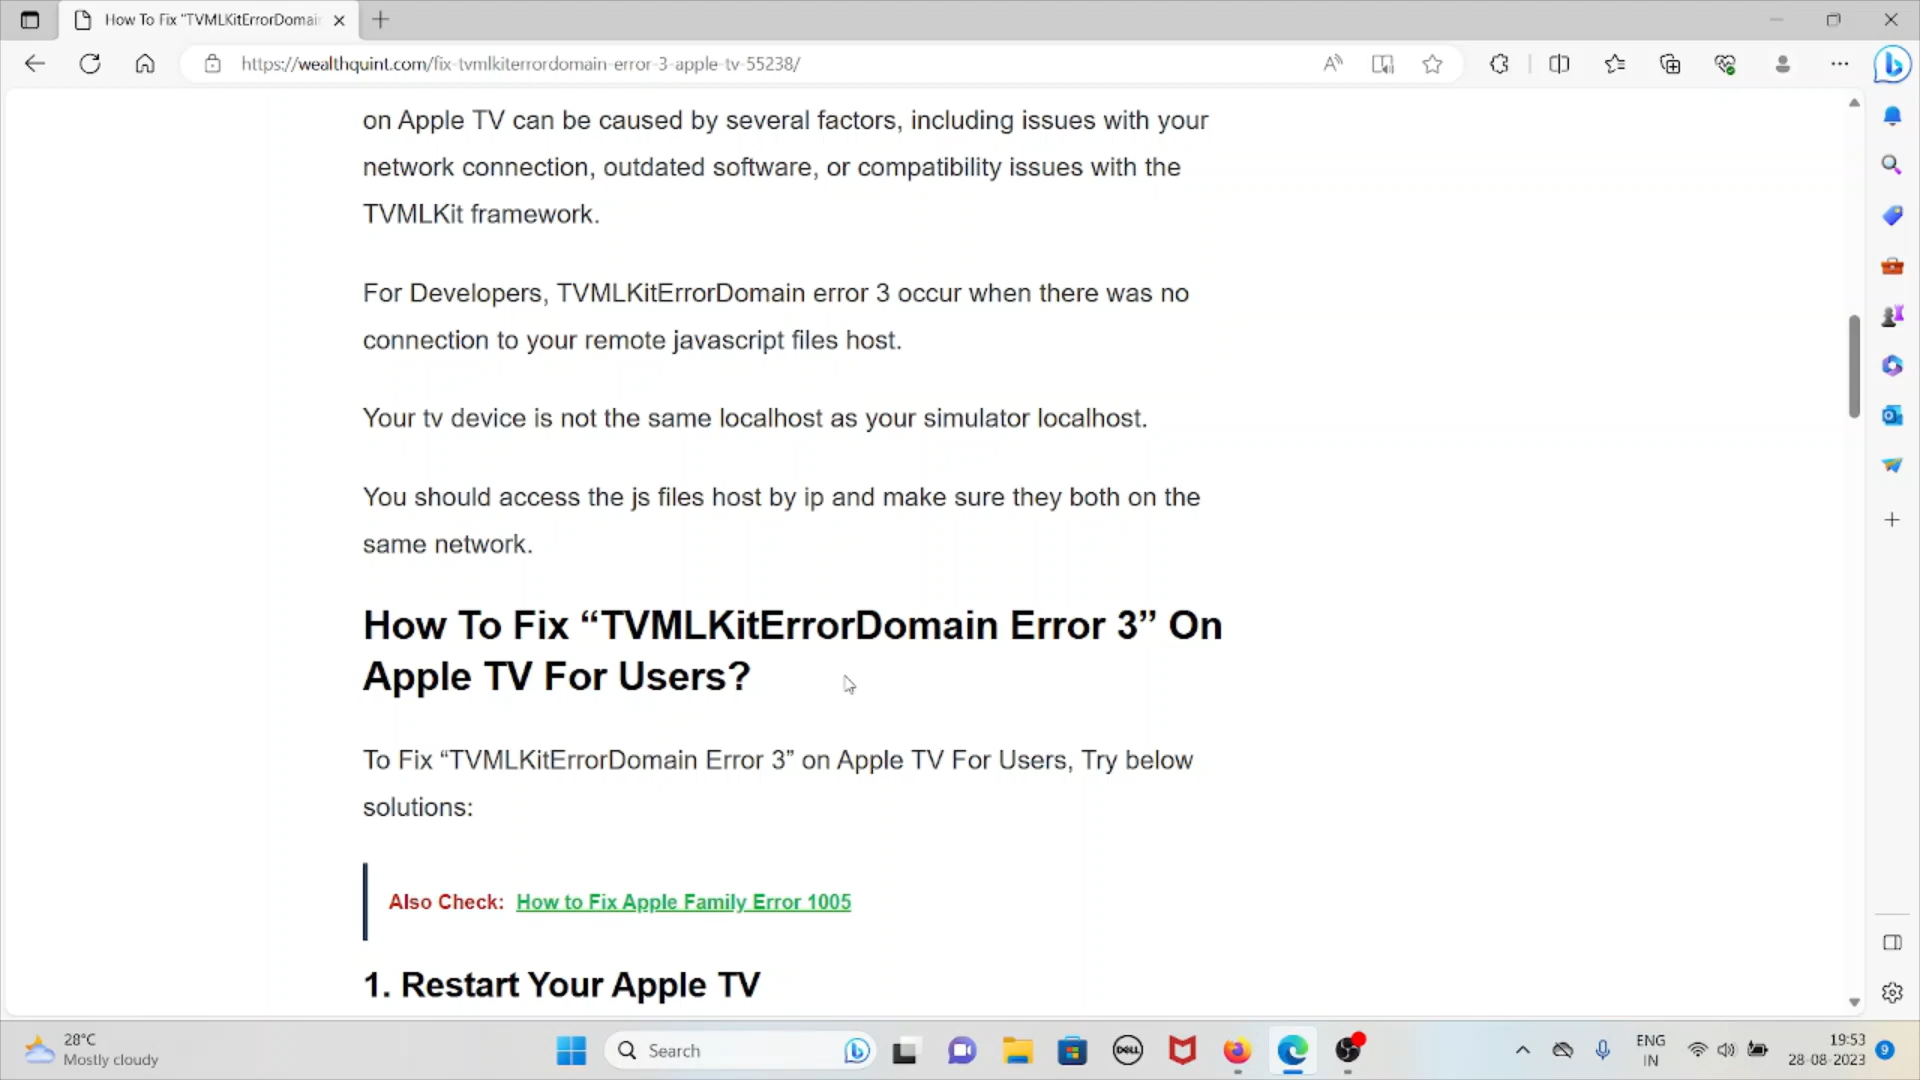 How To Fix "TVMLKitErrorDomain
https://wealthquint.com/fix-tvmlkiterrordomain-error-3-apple-tv-55238/
on Apple TV can be caused by several factors, including issues with your
network connection, outdated software, or compatibility issues with the
TVMLKit framework.
For Developers, TVMLKitErrorDomain error 3 occur when there was no
connection to your remote javascript files host.
Your tv device is not the same localhost as your simulator localhost.
You should access the js files host by ip and make sure they both on the
same network.
How To Fix “TVMLKitErrorDomain Error 3” On
Apple TV For Users?
To Fix “TVMLKitErrorDomain Error 3” on Apple TV For Users, Try below
solutions:
Also Check: How to Fix Apple Family Error 1005
1. Restart Your Apple TV
28°C
Mostly cloudy
Search
DELL
ENG
IN
19:53
28-08-2023
9